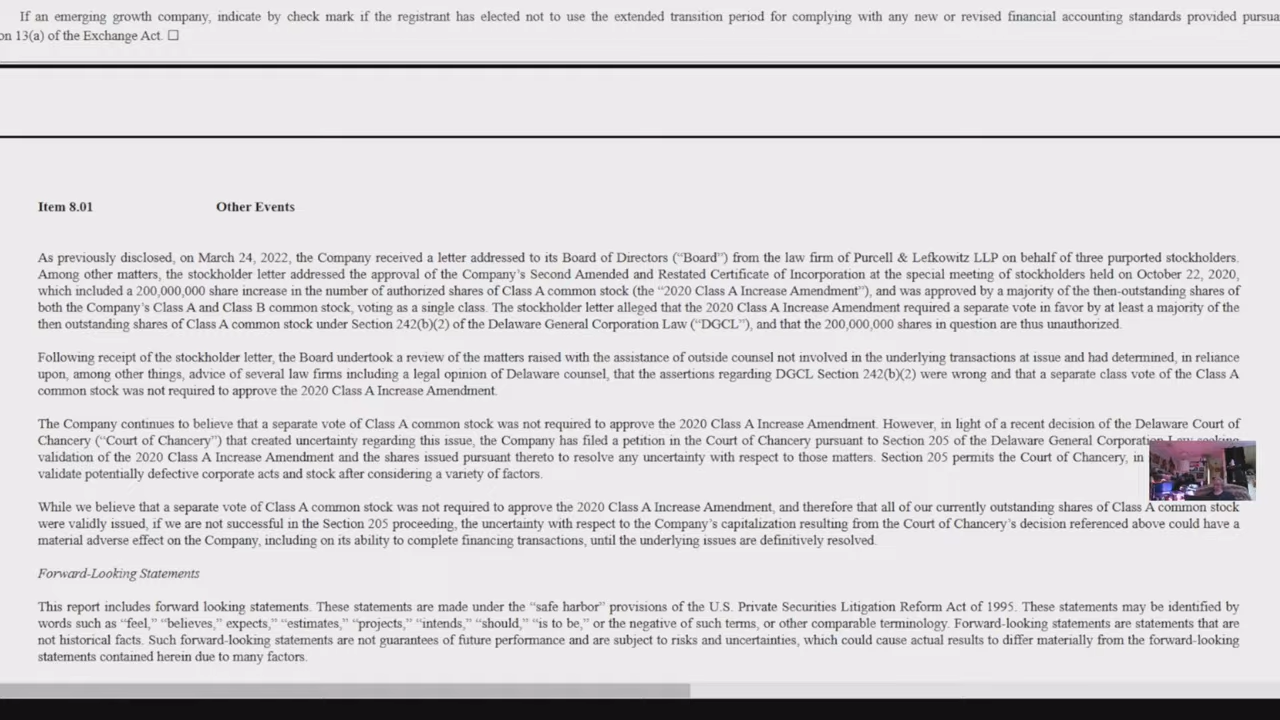 If an emerging growth company, indicate by check mark if the registrant has elected not to use the extended transition period for complying with any new or revised financial accounting standards provided
on 13(a) of the Exchange Act. ☐
Item 8.01 Other Events
As previously disclosed, on March 24, 2022, the Company received a letter addressed to its Board of Directors (“Board”) from the law firm of Purcell & Lefkowitz LLP on behalf of three purported stockholders.
Among other matters, the stockholder letter addressed the approval of the Company’s Second Amended and Restated Certificate of Incorporation at the special meeting of stockholders held on October 22, 2020,
which included a 200,000,000 share increase in the number of authorized shares of Class A common stock (the “2020 Class A Increase Amendment”), and was approved by a majority of the then-outstanding shares of
both the Company’s Class A and Class B common stock, voting as a single class. The stockholder letter alleged that the 2020 Class A Increase Amendment required a separate vote in favor by at least a majority of the
then outstanding shares of Class A common stock under Section 242(b)(2) of the Delaware General Corporation Law (“DGCL”), and that the 200,000,000 shares in question are thus unauthorized.
Following receipt of the stockholder letter, the Board undertook a review of the matters raised with the assistance of outside counsel not involved in the underlying transactions at issue and had determined, in reliance
upon, among other things, advice of several law firms including a legal opinion of Delaware counsel, that the assertions regarding DGCL Section 242(b)(2) were wrong and that a separate class vote of the Class A
common stock was not required to approve the 2020 Class A Increase Amendment.
The Company continues to believe that a separate vote of Class A common stock was not required to approve the 2020 Class A Increase Amendment. However, in light of a recent decision of the Delaware Court of
Chancery (“Court of Chancery”) that created uncertainty regarding this issue, the Company has filed a petition in the Court of Chancery pursuant to Section 205 of the Delaware General Corporation Law seeking
validation of the 2020 Class A Increase Amendment and the shares issued pursuant thereto to resolve any uncertainty with respect to those matters. Section 205 permits the Court of Chancery, in
validate potentially defective corporate acts and stock after considering a variety of factors.
While we believe that a separate vote of Class A common stock was not required to approve the 2020 Class A Increase Amendment, and therefore that all of our currently outstanding shares of Class A common stock
were validly issued, if we are not successful in the Section 205 proceeding, the uncertainty with respect to the Company’s capitalization resulting from the Court of Chancery’s decision referenced above could have a
material adverse effect on the Company, including on its ability to complete financing transactions, until the underlying issues are definitively resolved.
Forward-Looking Statements
This report includes forward looking statements. These statements are made under the “safe harbor” provisions of the U.S. Private Securities Litigation Reform Act of 1995. These statements may be identified by
words such as “feel,” “believes,” expects,” “estimates,” “projects,” “intends,” “should,” “is to be,” or the negative of such terms, or other comparable terminology. Forward-looking statements are statements that are
not historical facts. Such forward-looking statements are not guarantees of future performance and are subject to risks and uncertainties, which could cause actual results to differ materially from the forward-looking
statements contained herein due to many factors.